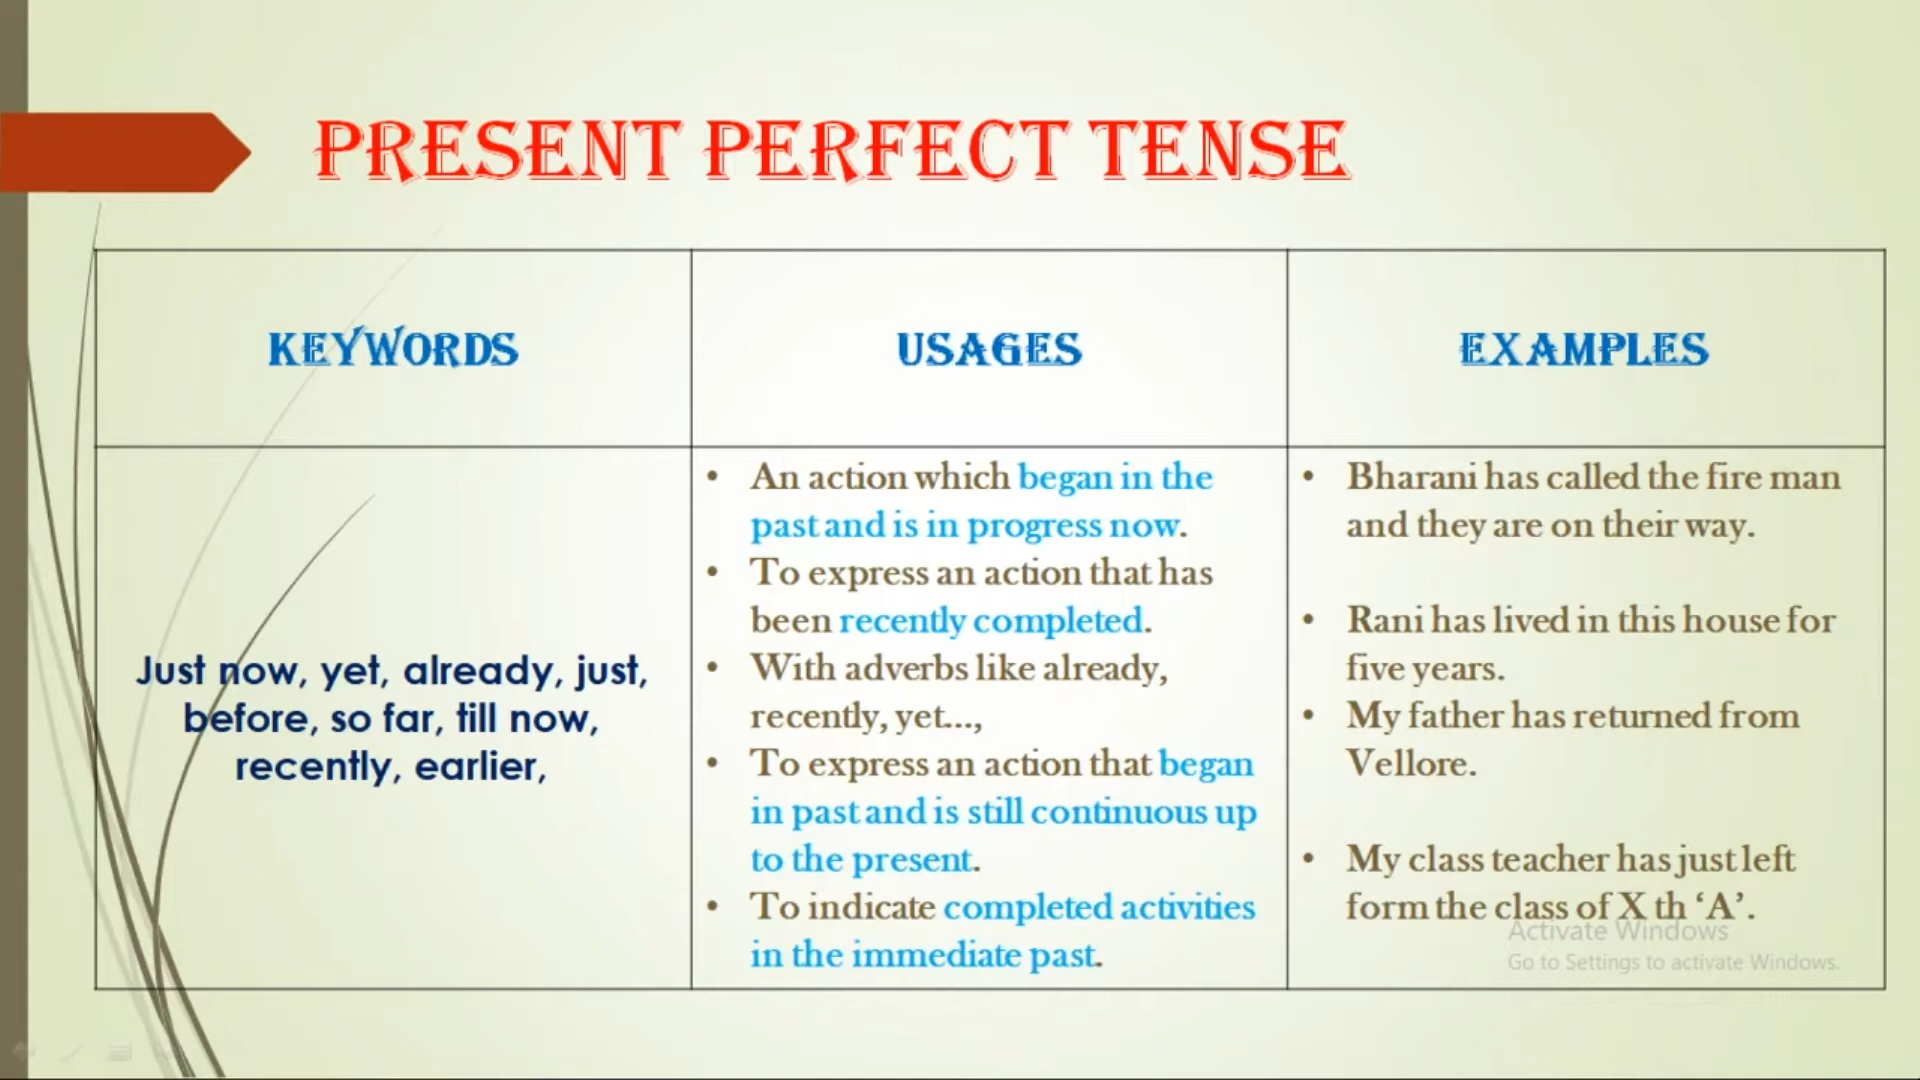 PRESENT PERFECT TENSE
KEYWORDS
USAGES
EXAMPLES
Just now, yet, already, just,
before, so far, till now,
recently, earlier,
• An action which began in the
past and is in progress now.
• To express an action that has
been recently completed.
• With adverbs like already,
recently, yet...,
• To express an action that began
in past and is still continuous up
to the present.
• To indicate completed activities
in the immediate past.
• Bharani has called the fire man
and they are on their way.
• Rani has lived in this house for
five years.
• My father has returned from
Vellore.
• My class teacher has just left
form the class of X th ‘A’.
Activate Windows
Go to Settings to activate Windows.